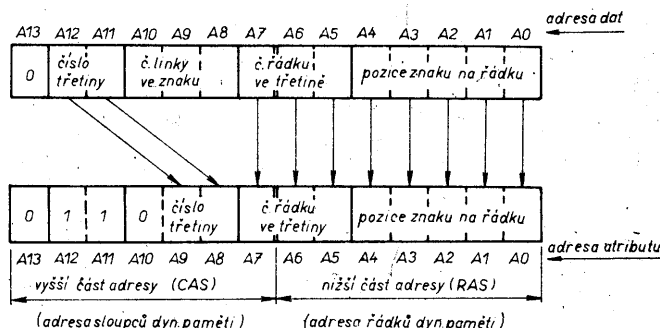 adresa dat
A13 A12 A11 A10 A9 A8 A7 A6 A5 A4 A3 A2 A1 A0
0 číslo třetiny č. linky ve znaku č. řádku ve třetině pozice znaku na řádku
0 1 1 0 číslo třetiny č. řádku ve třetiny pozice znaku na řádku
A13 A12 A11 A10 A9 A8 A7 A6 A5 A4 A3 A2 A1 A0
adresa atributu
vyšší část adresy (CAS) nižší část adresy (RAS)
(adresa sloupců dyn. paměti) (adresa řádků dyn. paměti)